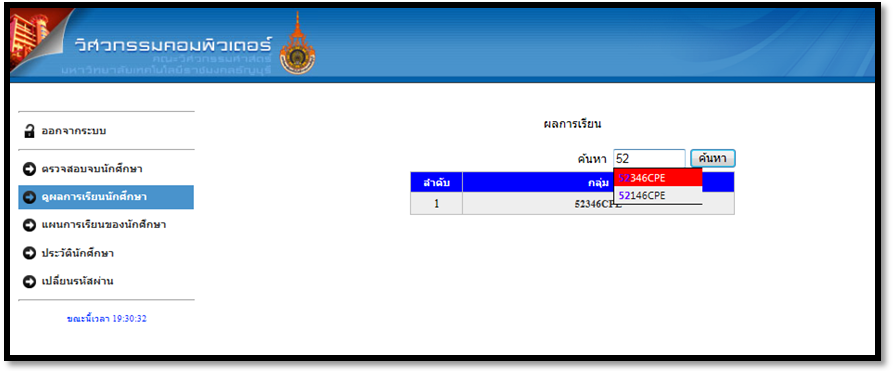 วิศวกรรมคอมพิวเตอร์
คณะวิศวกรรมศาสตร์
มหาวิทยาลัยเทคโนโลยีราชมงคลธัญบุรี
ออกจากระบบ
ตรวจสอบจบนักศึกษา
ดูผลการเรียนนักศึกษา
แผนการเรียนของนักศึกษา
ประวัตินักศึกษา
เปลี่ยนรหัสผ่าน
ขณะนี้เวลา 19:30:32
ผลการเรียน
ค้นหา 52 ค้นหา
52346CPE
52146CPE
ลำดับ กลุ่ม
1 52346CPE